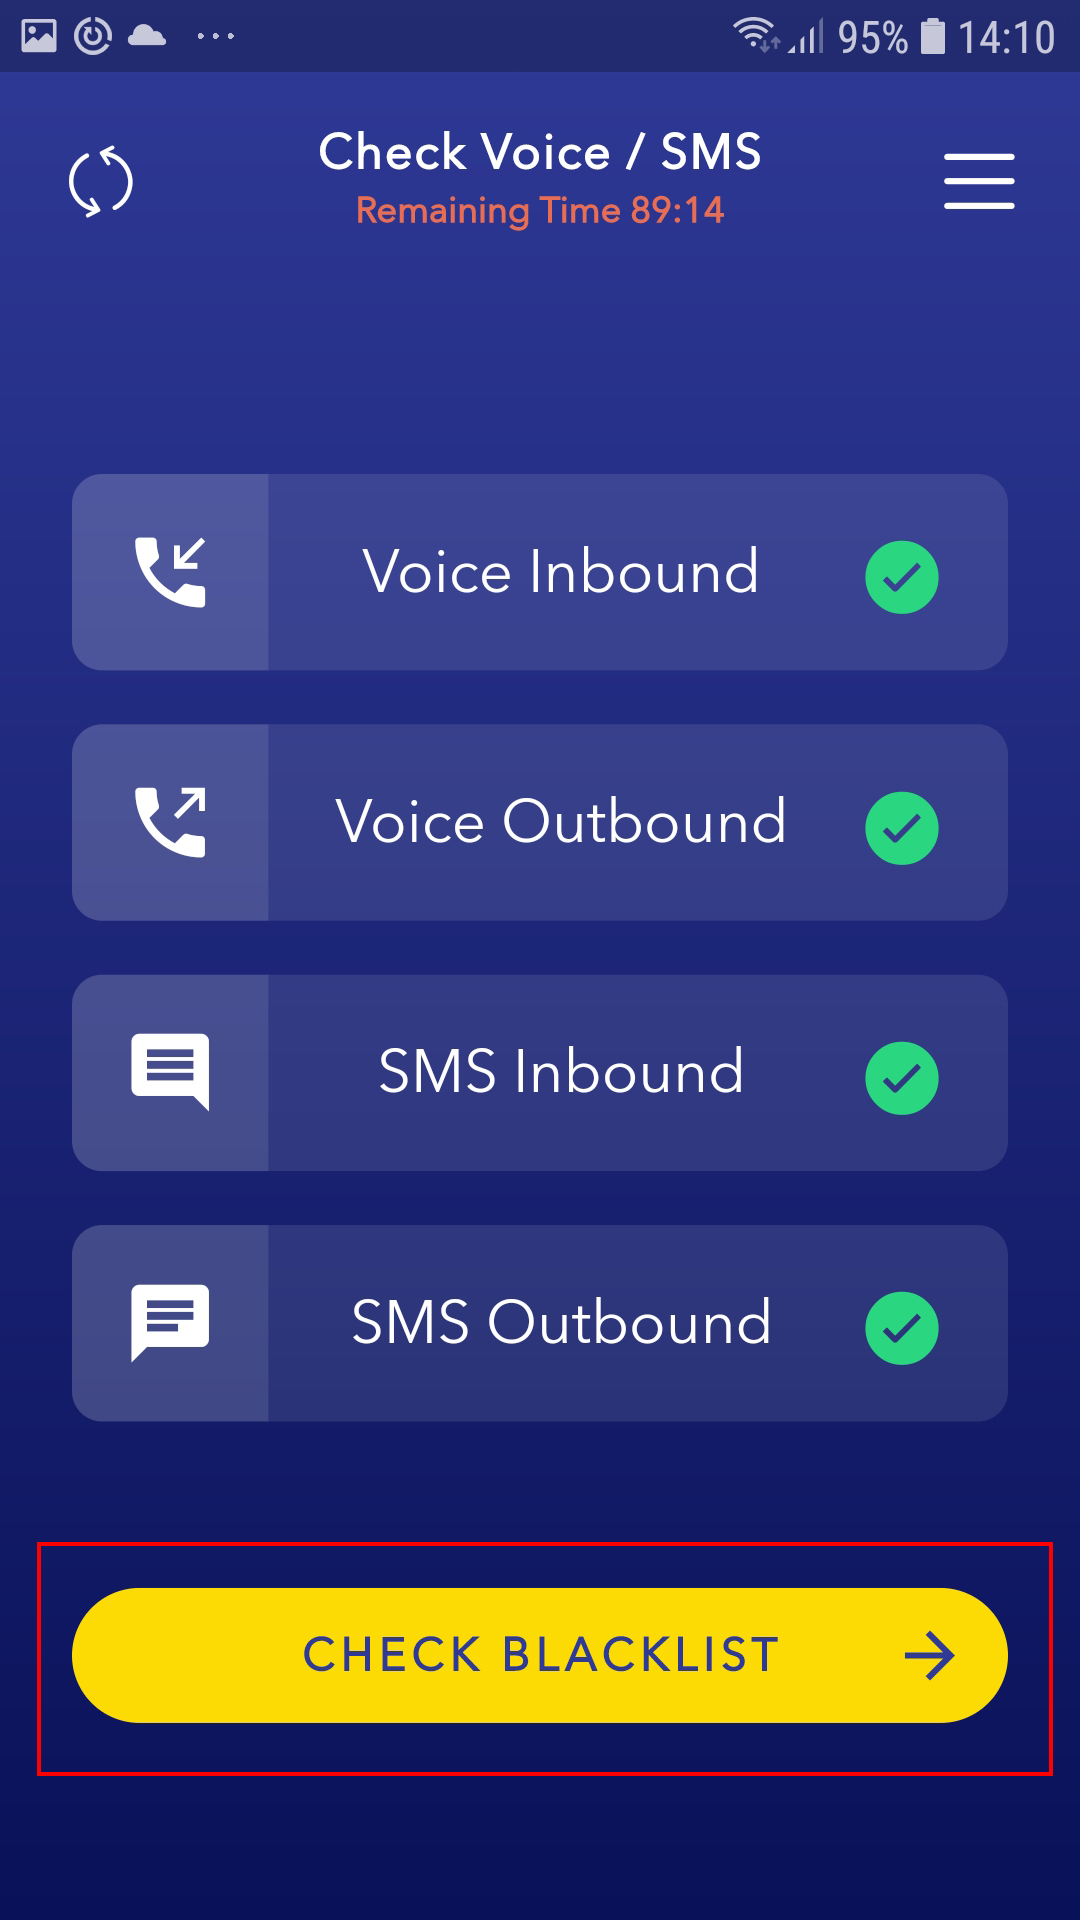 95% 14:10
Check Voice / SMS
Remaining Time 89:14
Voice Inbound
Voice Outbound
SMS Inbound
SMS Outbound
CHECK BLACKLIST